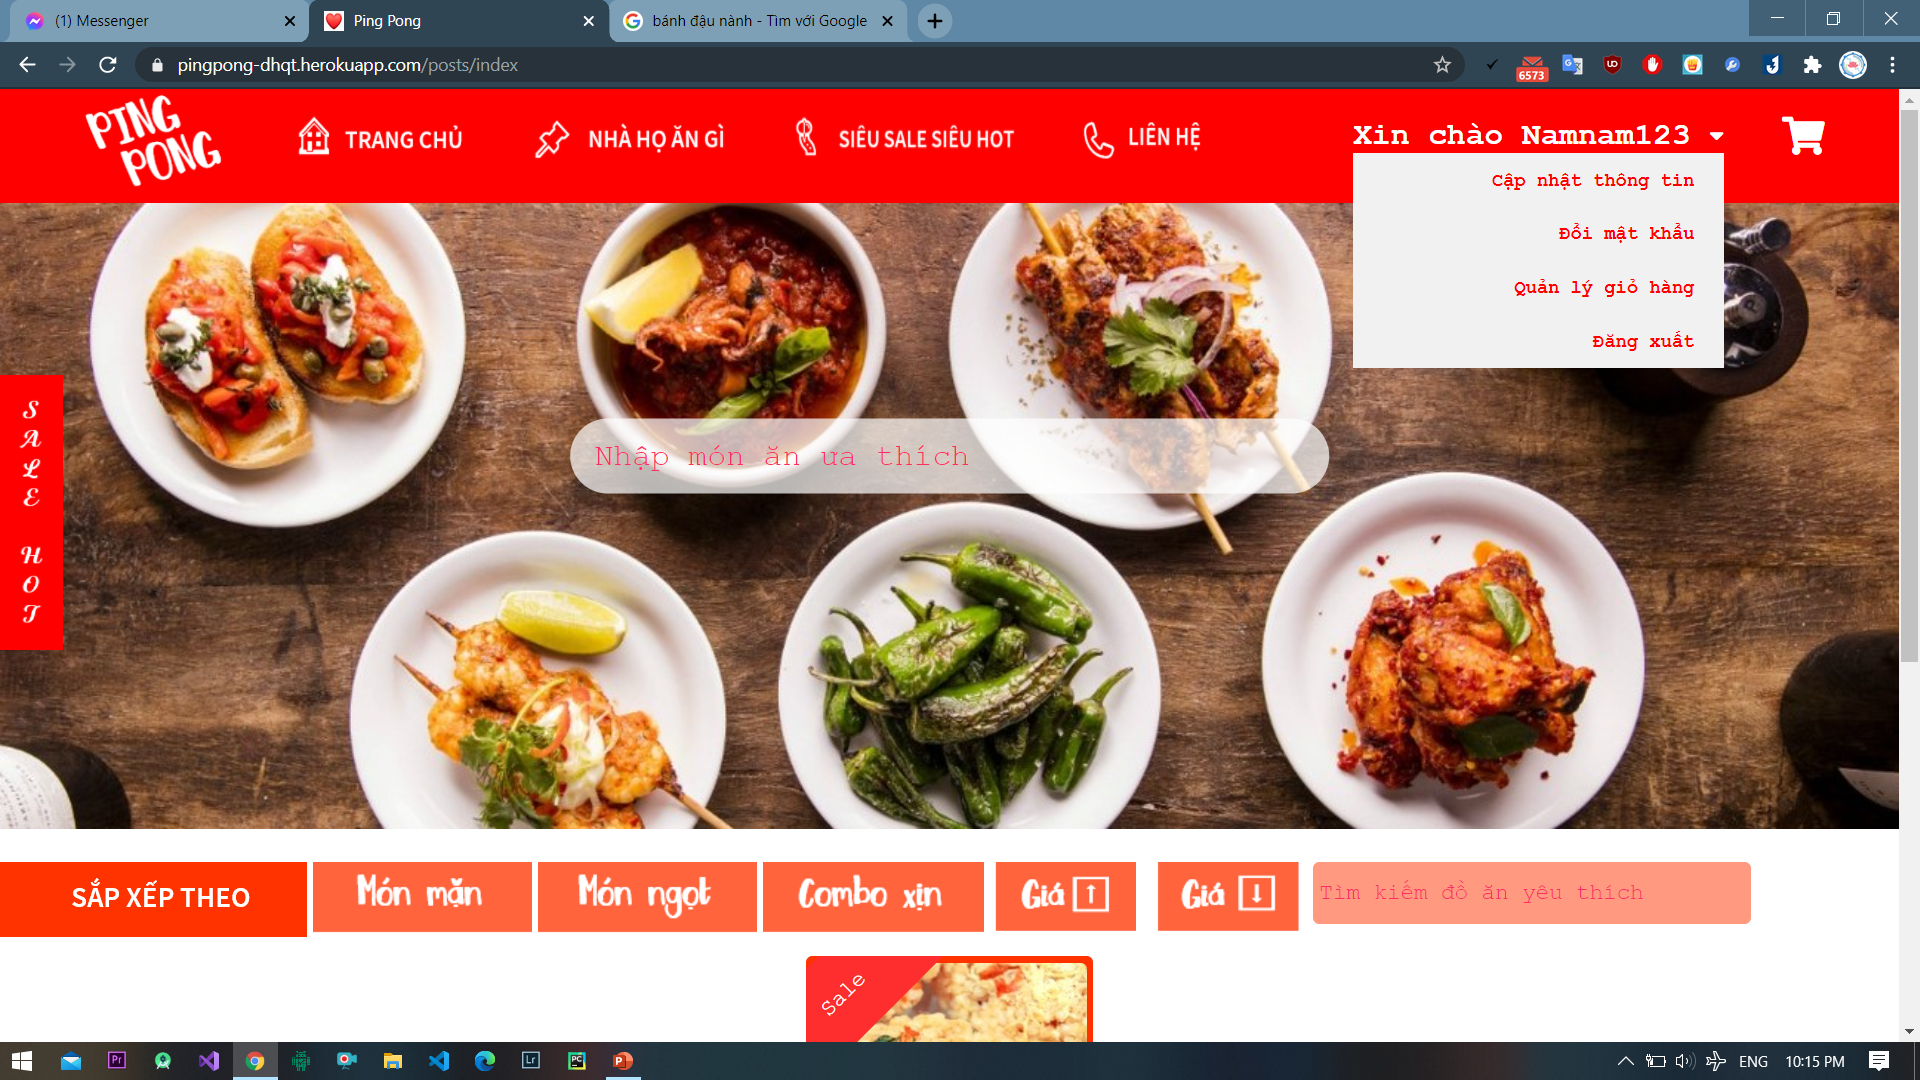 (1) Messenger
Ping Pong
bánh đậu nành - Tìm với Google
pingpong-dhqt.herokuapp.com/posts/index
6573
PING PONG
TRANG CHỦ
NHÀ HỌ ĂN GÌ
SIÊU SALE SIÊU HOT
LIÊN HỆ
Xin chào Namnam123
Cập nhật thông tin
Đổi mật khẩu
Quản lý giỏ hàng
Đăng xuất
SALE HOT
Nhập món ăn ưa thích
SẮP XẾP THEO
Món mặn
Món ngọt
Combo xịn
Giá ↑
Giá ↓
Tìm kiếm đồ ăn yêu thích
Sale
ENG
10:15 PM